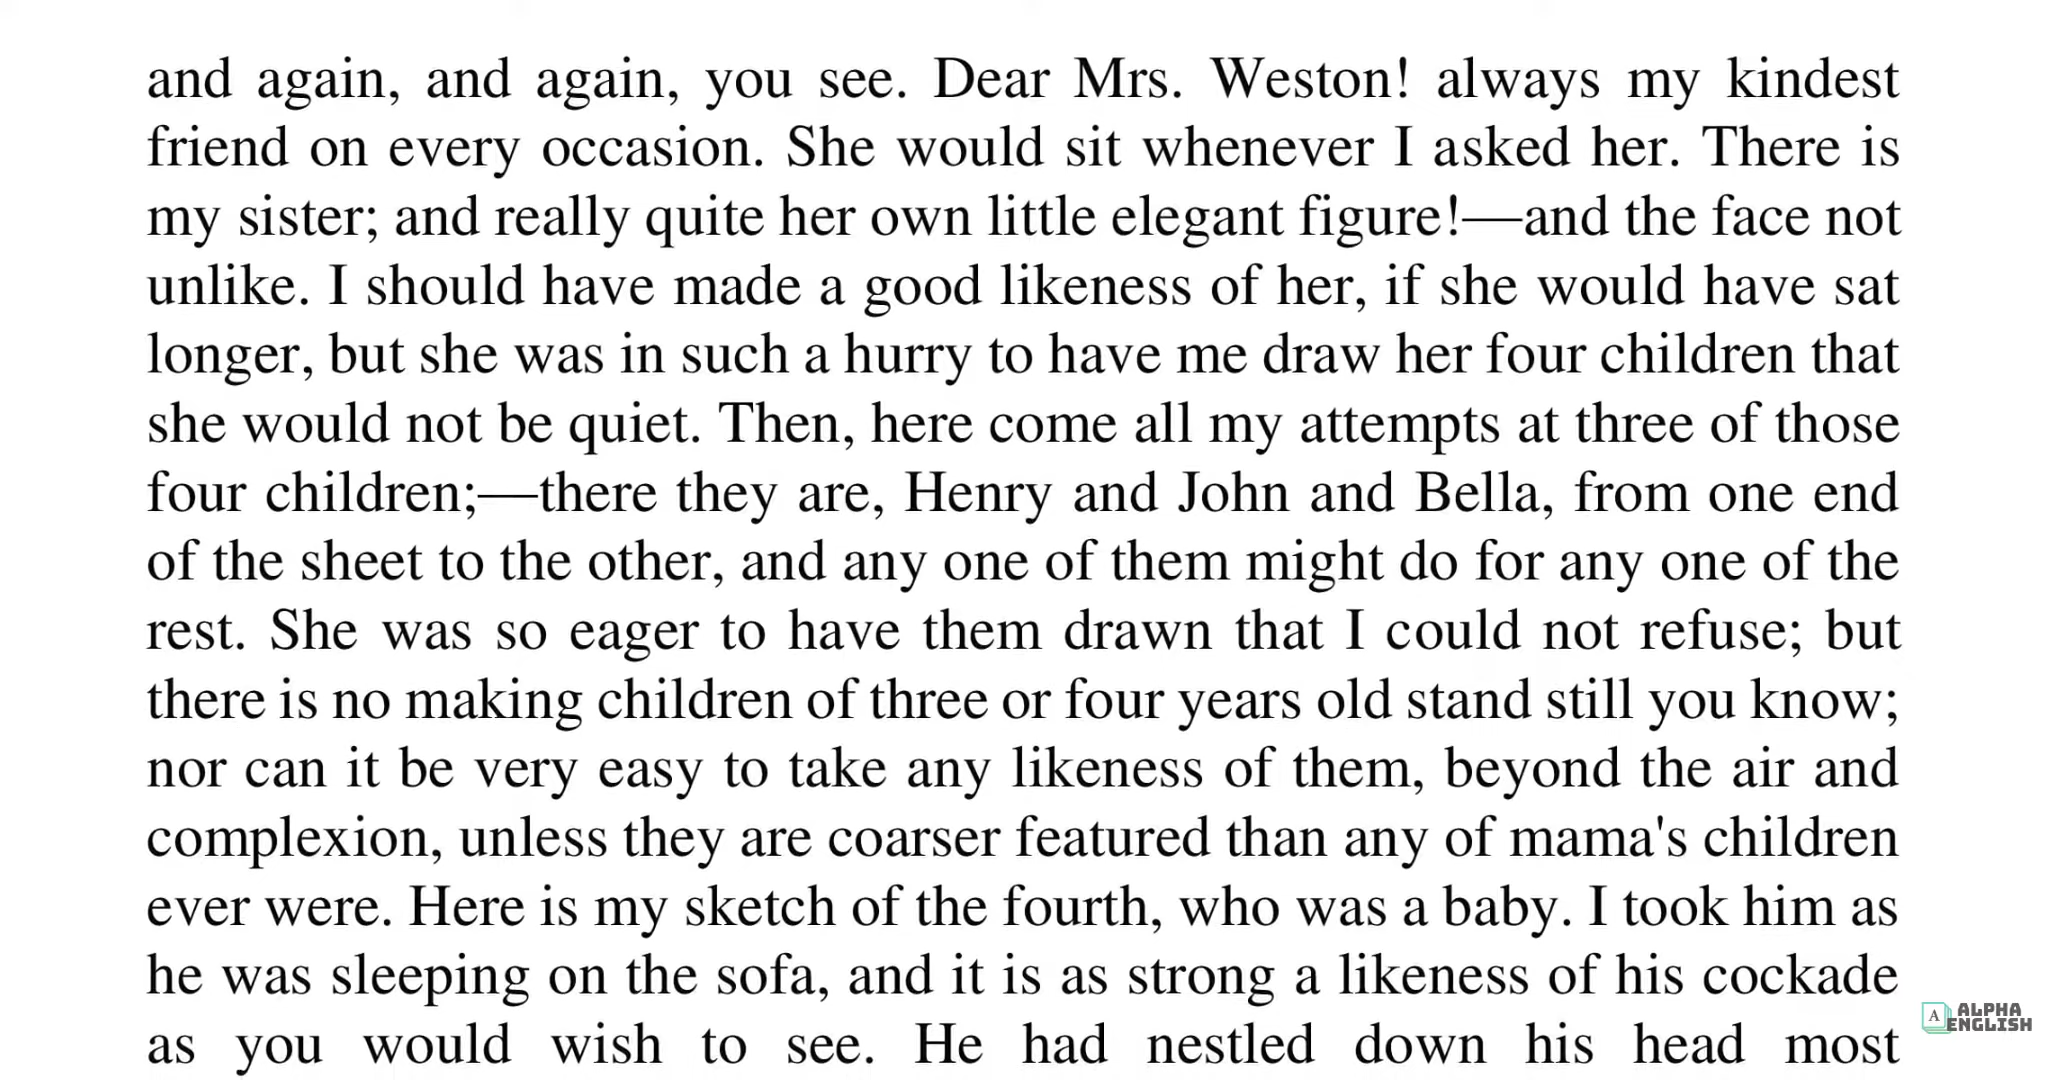 and again, and again, you see. Dear Mrs. Weston! always my kindest
friend on every occasion. She would sit whenever I asked her. There is
my sister; and really quite her own little elegant figure!—and the face not
unlike. I should have made a good likeness of her, if she would have sat
longer, but she was in such a hurry to have me draw her four children that
she would not be quiet. Then, here come all my attempts at three of those
four children;—there they are, Henry and John and Bella, from one end
of the sheet to the other, and any one of them might do for any one of the
rest. She was so eager to have them drawn that I could not refuse; but
there is no making children of three or four years old stand still you know;
nor can it be very easy to take any likeness of them, beyond the air and
complexion, unless they are coarser featured than any of mama's children
ever were. Here is my sketch of the fourth, who was a baby. I took him as
he was sleeping on the sofa, and it is as strong a likeness of his cockade
as you would wish to see. He had nestled down his head most
A ALPHA
ENGLISH